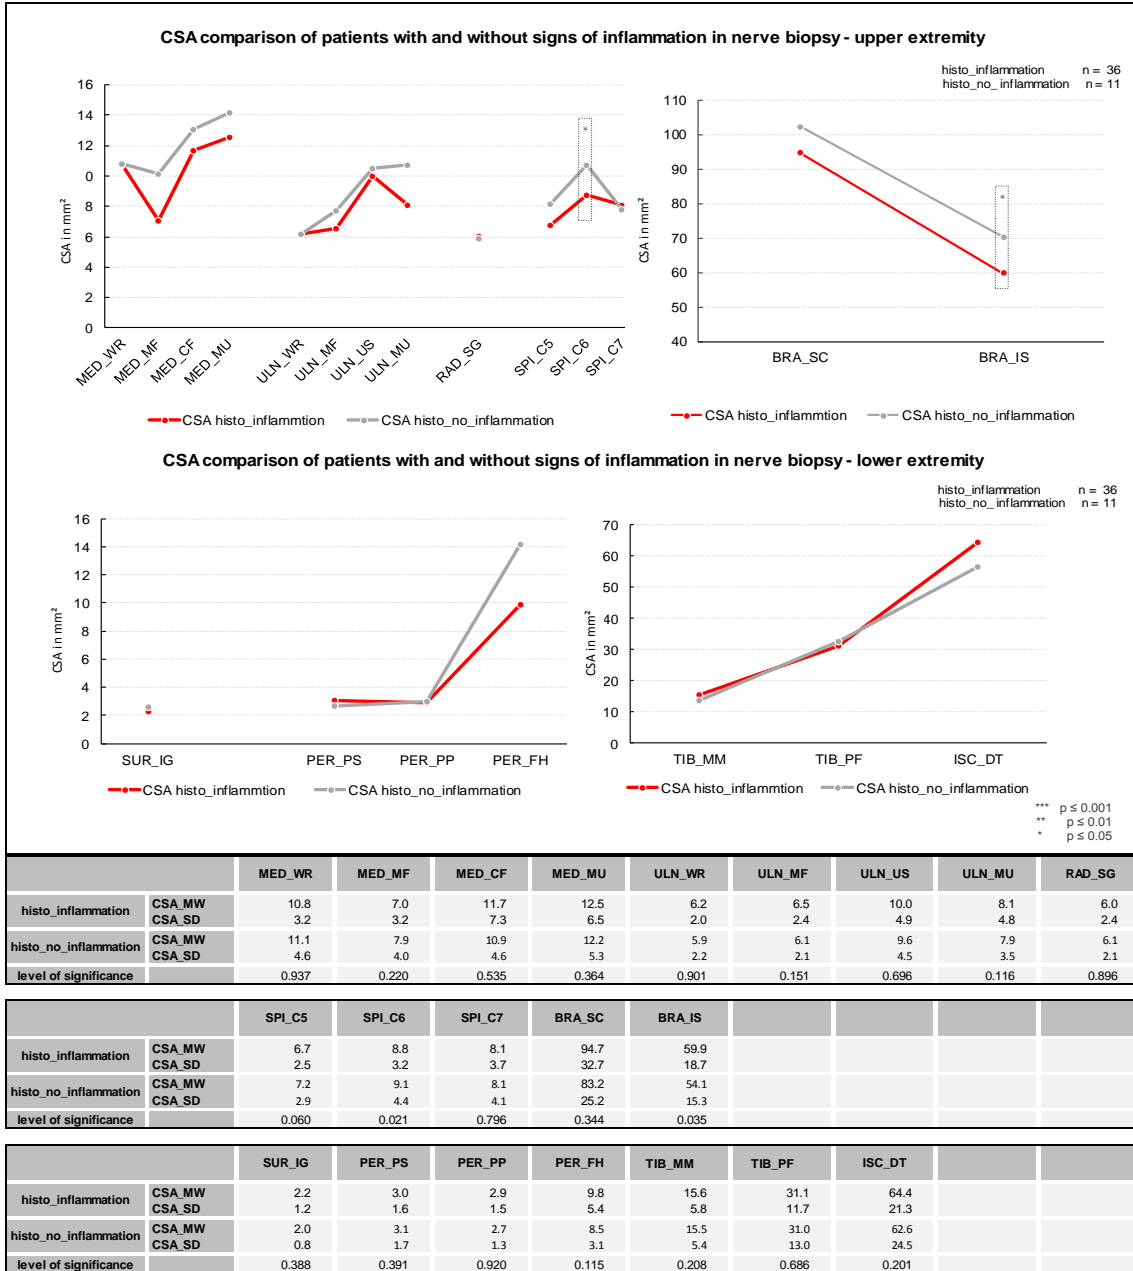 CSA comparison of patients with and without signs of inflammation in nerve biopsy - upper extremity
histo_inflammation n = 36
histo_no_inflammation n = 11
CSA in mm²
16
14
12
0
8
6
4
2
0
MED_WR MED_MF MED_CF MED_MU ULN_WR ULN_MF ULN_US ULN_MU RAD_SG SPI_C5 SPI_C6 SPI_C7
*
CSA histo_inflammtion CSA histo_no_inflammation
CSA in mm²
110
100
90
80
70
60
50
40
BRA_SC BRA_IS
*
CSA histo_inflammtion CSA histo_no_inflammation
CSA comparison of patients with and without signs of inflammation in nerve biopsy - lower extremity
histo_inflammation n = 36
histo_no_inflammation n = 11
CSA in mm²
16
14
12
10
8
6
4
2
0
SUR_IG PER_PS PER_PP PER_FH
CSA histo_inflammtion CSA histo_no_inflammation
CSA in mm²
70
60
50
40
30
20
10
0
TIB_MM TIB_PF ISC_DT
CSA histo_inflammtion CSA histo_no_inflammation
*** p ≤ 0.001
** p ≤ 0.01
* p ≤ 0.05
MED_WR MED_MF MED_CF MED_MU ULN_WR ULN_MF ULN_US ULN_MU RAD_SG
histo_inflammation CSA_MW 10.8 7.0 11.7 12.5 6.2 6.5 10.0 8.1 6.0
CSA_SD 3.2 3.2 7.3 6.5 2.0 2.4 4.9 4.8 2.4
histo_no_inflammation CSA_MW 11.1 7.9 10.9 12.2 5.9 6.1 9.6 7.9 6.1
CSA_SD 4.6 4.0 4.6 5.3 2.2 2.1 4.5 3.5 2.1
level of significance 0.937 0.220 0.535 0.364 0.901 0.151 0.696 0.116 0.896
SPI_C5 SPI_C6 SPI_C7 BRA_SC BRA_IS
histo_inflammation CSA_MW 6.7 8.8 8.1 94.7 59.9
CSA_SD 2.5 3.2 3.7 32.7 18.7
histo_no_inflammation CSA_MW 7.2 9.1 8.1 83.2 54.1
CSA_SD 2.9 4.4 4.1 25.2 15.3
level of significance 0.060 0.021 0.796 0.344 0.035
SUR_IG PER_PS PER_PP PER_FH TIB_MM TIB_PF ISC_DT
histo_inflammation CSA_MW 2.2 3.0 2.9 9.8 15.6 31.1 64.4
CSA_SD 1.2 1.6 1.5 5.4 5.8 11.7 21.3
histo_no_inflammation CSA_MW 2.0 3.1 2.7 8.5 15.5 31.0 62.6
CSA_SD 0.8 1.7 1.3 3.1 5.4 13.0 24.5
level of significance 0.388 0.391 0.920 0.115 0.208 0.686 0.201